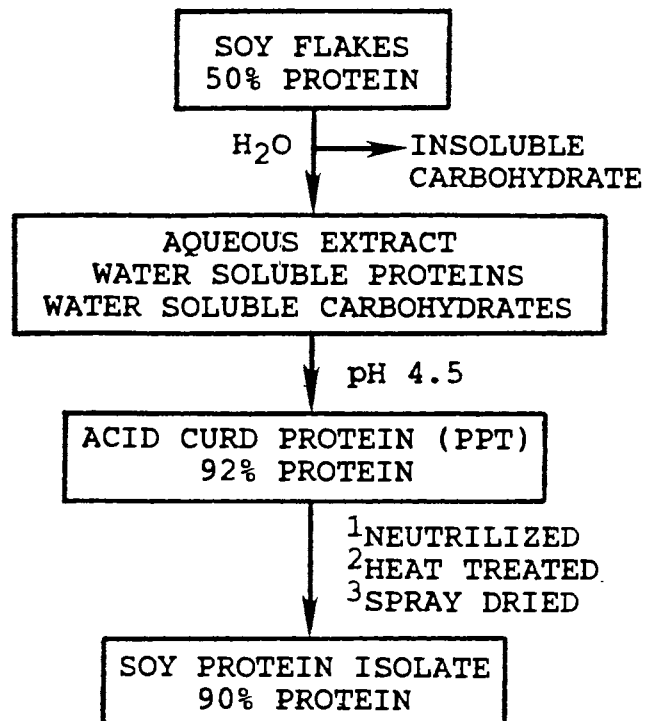 SOY FLAKES
50% PROTEIN
H₂O
INSOLUBLE
CARBOHYDRATE
AQUEOUS EXTRACT
WATER SOLUBLE PROTEINS
WATER SOLUBLE CARBOHYDRATES
pH 4.5
ACID CURD PROTEIN (PPT)
92% PROTEIN
¹NEUTRILIZED
²HEAT TREATED
³SPRAY DRIED
SOY PROTEIN ISOLATE
90% PROTEIN